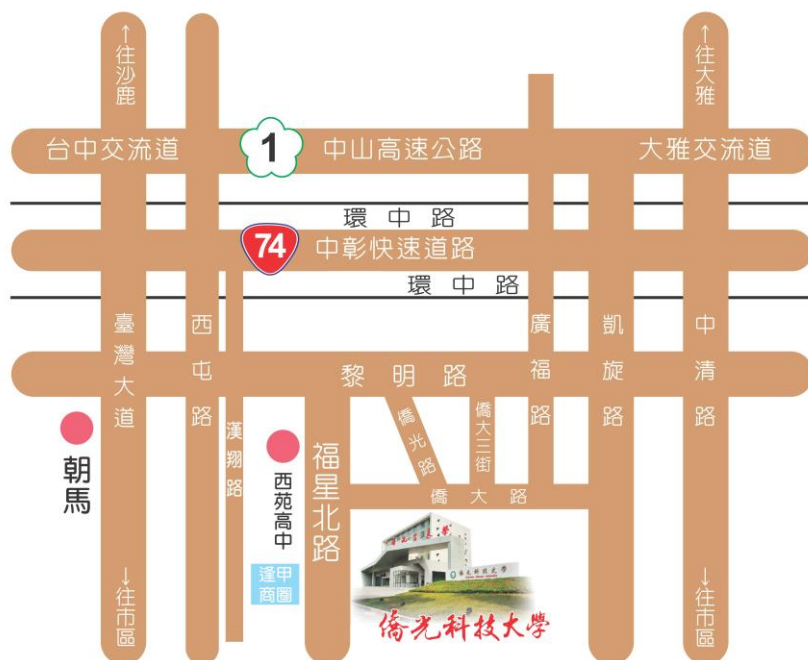 ↑往沙鹿
↑往大雅
台中交流道
1
中山高速公路
大雅交流道
環中路
74
中彰快速道路
環中路
臺灣大道
西屯路
廣福路
凱旋路
中清路
黎明路
漢翔路
僑光路
僑大三街
朝馬
西苑高中
福星北路
僑大路
逢甲
商圈
僑光科技大學
↓往市區
↓往市區